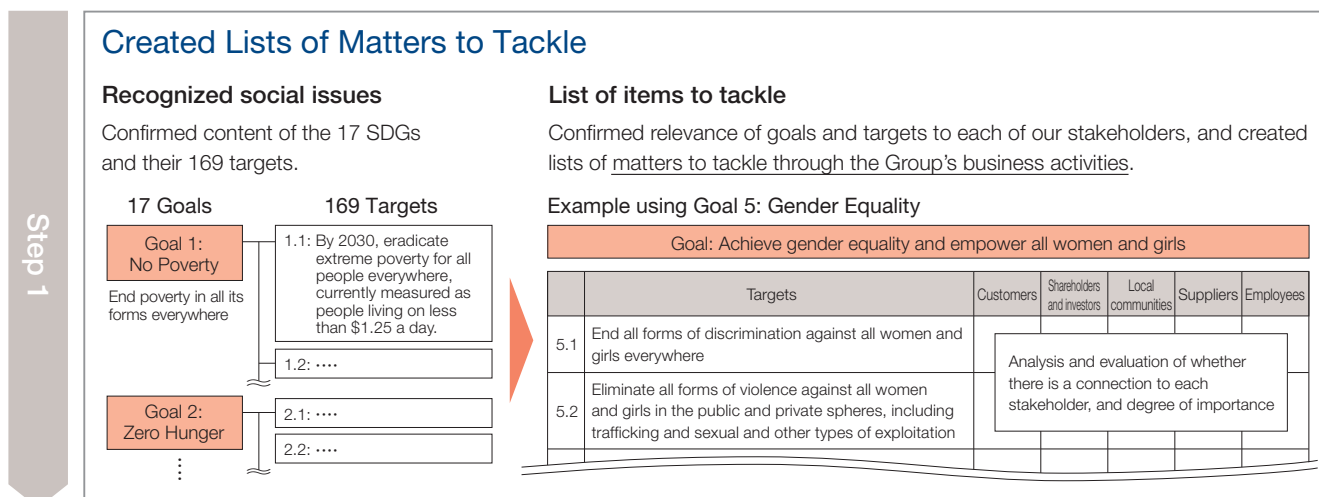 Step 1
Created Lists of Matters to Tackle
Recognized social issues
Confirmed content of the 17 SDGs
and their 169 targets.
17 Goals
169 Targets
Goal 1:
No Poverty
End poverty in all its
forms everywhere
1.1: By 2030, eradicate
extreme poverty for all
people everywhere,
currently measured as
people living on less
than $1.25 a day.
1.2: ····
Goal 2:
Zero Hunger
2.1: ····
2.2: ····
List of items to tackle
Confirmed relevance of goals and targets to each of our stakeholders, and created
lists of matters to tackle through the Group's business activities.
Example using Goal 5: Gender Equality
Goal: Achieve gender equality and empower all women and girls
Targets
Customers
Shareholders
and investors
Local
communities
Suppliers
Employees
5.1
End all forms of discrimination against all women and
girls everywhere
5.2
Eliminate all forms of violence against all women
and girls in the public and private spheres, including
trafficking and sexual and other types of exploitation
Analysis and evaluation of whether
there is a connection to each
stakeholder, and degree of importance